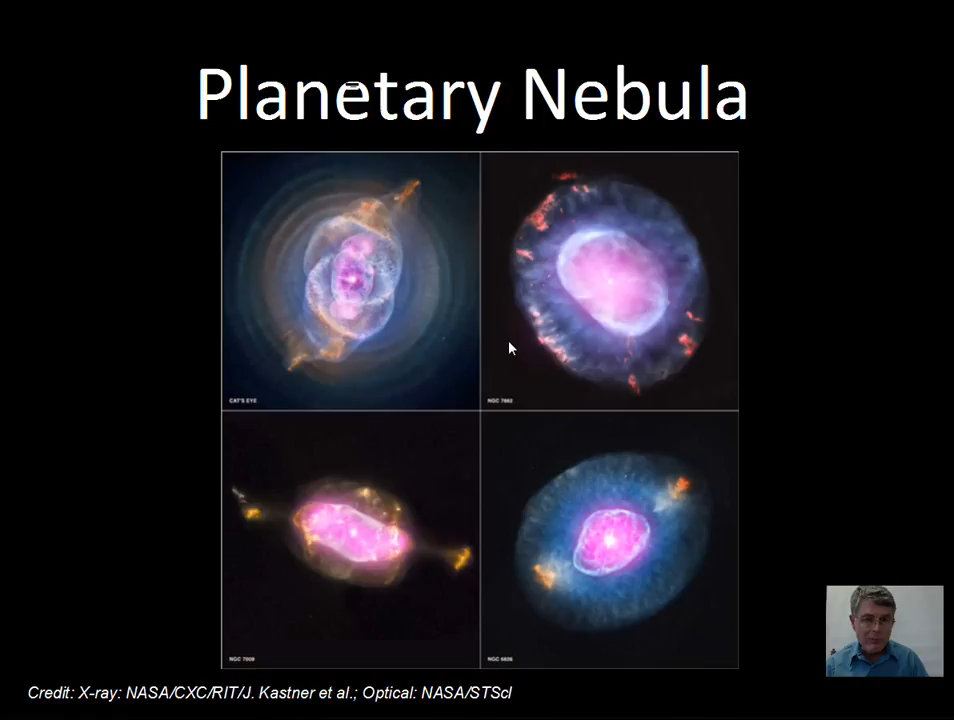 Planetary Nebula
CAT'S EYE
NGC 7662
NGC 7009
NGC 6826
Credit: X-ray: NASA/CXC/RIT/J. Kastner et al.; Optical: NASA/STScI